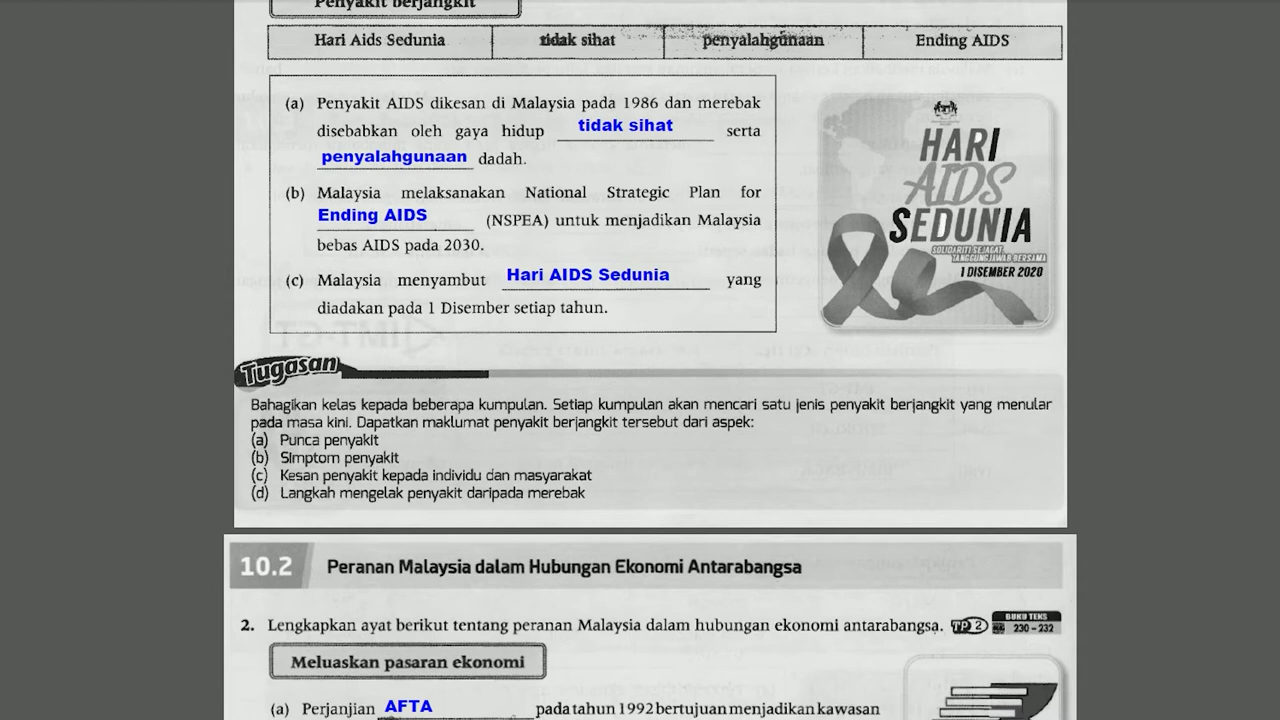 Penyakit berjangkit
Hari Aids Sedunia tidak sihat penyalahgunaan Ending AIDS
(a) Penyakit AIDS dikesan di Malaysia pada 1986 dan merebak
disebabkan oleh gaya hidup tidak sihat serta
penyalahgunaan dadah.
(b) Malaysia melaksanakan National Strategic Plan for
Ending AIDS (NSPEA) untuk menjadikan Malaysia
bebas AIDS pada 2030.
(c) Malaysia menyambut Hari AIDS Sedunia yang
diadakan pada 1 Disember setiap tahun.
HARI
AIDS
SEDUNIA
SOLIDARITI SEJAGAT
TANGGUNGJAWAB BERSAMA
1 DISEMBER 2020
Tugasan
Bahagikan kelas kepada beberapa kumpulan. Setiap kumpulan akan mencari satu jenis penyakit berjangkit yang menular
pada masa kini. Dapatkan maklumat penyakit berjangkit tersebut dari aspek:
(a) Punca penyakit
(b) Simptom penyakit
(c) Kesan penyakit kepada individu dan masyarakat
(d) Langkah mengelak penyakit daripada merebak
10.2 Peranan Malaysia dalam Hubungan Ekonomi Antarabangsa
2. Lengkapkan ayat berikut tentang peranan Malaysia dalam hubungan ekonomi antarabangsa. TP 2 BUKU TEKS
230 – 232
Meluaskan pasaran ekonomi
(a) Perjanjian AFTA pada tahun 1992 bertujuan menjadikan kawasan